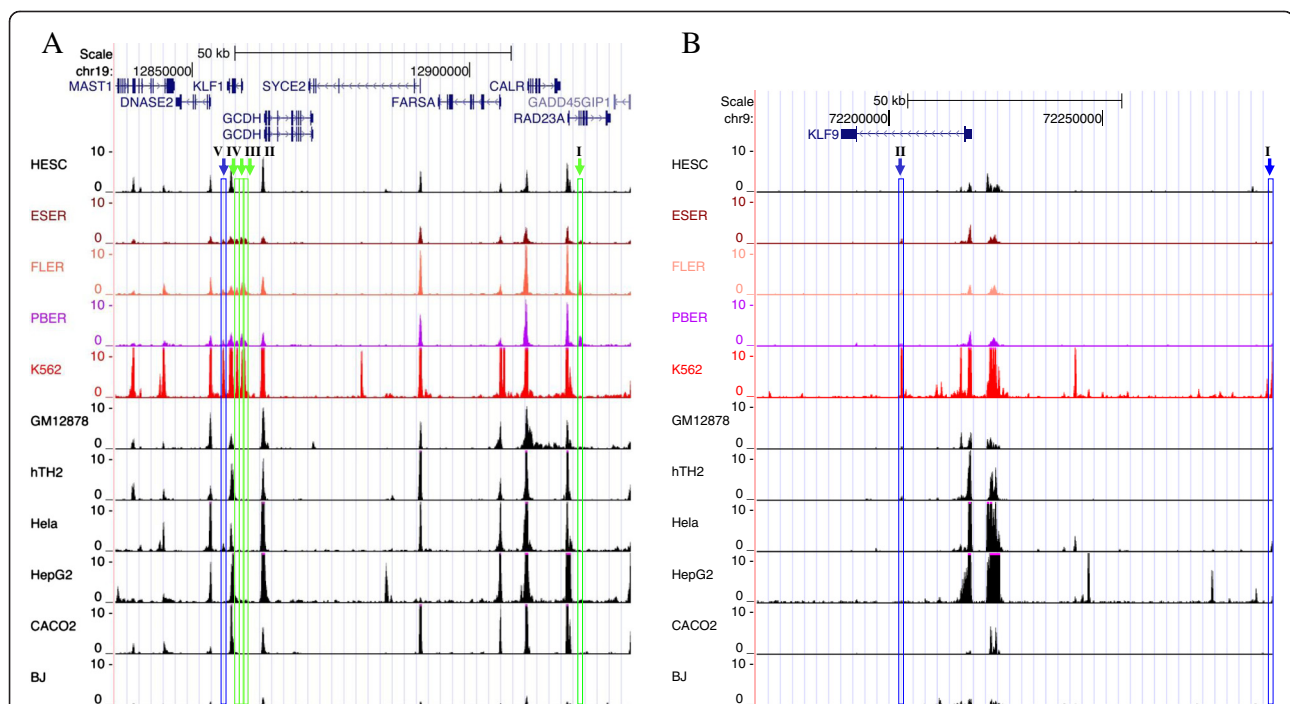 A
Scale
50 kb
chr19:
12850000
12900000
MAST1
KLF1
SYCE2
CALR
DNASE2
FARSA
GADD45GIP1
GCDH
RAD23A
GCDH
V IV III II I
HESC
10 -
0 _
ESER
0 _
FLER
10 -
0 _
PBER
10 -
0 _
K562
10 -
0 _
GM12878
10 -
0 _
hTH2
10 -
0 _
Hela
10 -
0 _
HepG2
10 -
0 _
CACO2
10 -
0 _
BJ
10 -
0 _
B
Scale
50 kb
chr9:
72200000
72250000
KLF9
II I
HESC
10 -
0 _
ESER
10 -
0 _
FLER
10 -
0 _
PBER
10 -
0 _
K562
10 -
0 _
GM12878
10 -
0 _
hTH2
10 -
0 _
Hela
10 -
0 _
HepG2
10 -
0 _
CACO2
10 -
0 _
BJ
10 -
0 _